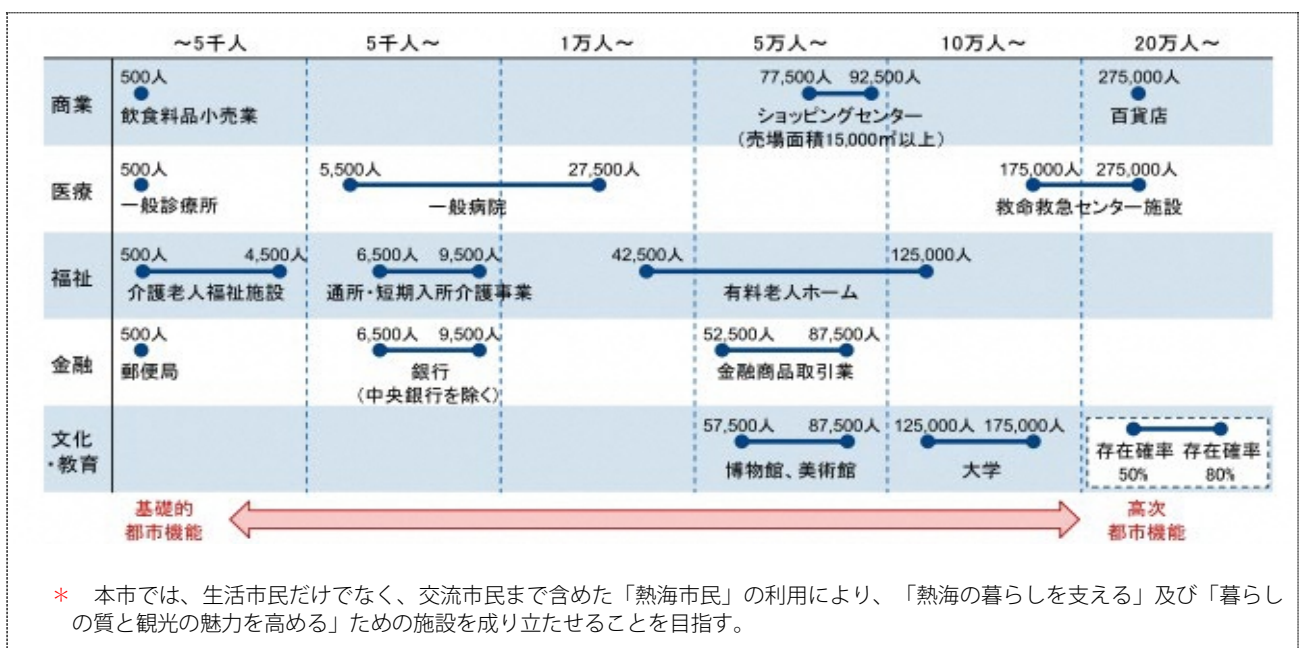 ～5千人 5千人～ 1万人～ 5万人～ 10万人～ 20万人～
商業
500人 77,500人 92,500人 275,000人
飲食料品小売業 ショッピングセンター 百貨店
(売場面積15,000㎡以上)
医療
500人 5,500人 27,500人 175,000人 275,000人
一般診療所 一般病院 救命救急センター施設
福祉
500人 4,500人 6,500人 9,500人 42,500人 125,000人
介護老人福祉施設 通所・短期入所介護事業 有料老人ホーム
金融
500人 6,500人 9,500人 52,500人 87,500人
郵便局 銀行 金融商品取引業
(中央銀行を除く)
文化
・教育
57,500人 87,500人 125,000人 175,000人
博物館、美術館 大学
存在確率 存在確率
50% 80%
基礎的 高次
都市機能 都市機能
＊ 本市では、生活市民だけでなく、交流市民まで含めた「熱海市民」の利用により、「熱海の暮らしを支える」及び「暮らし
の質と観光の魅力を高める」ための施設を成り立たせることを目指す。